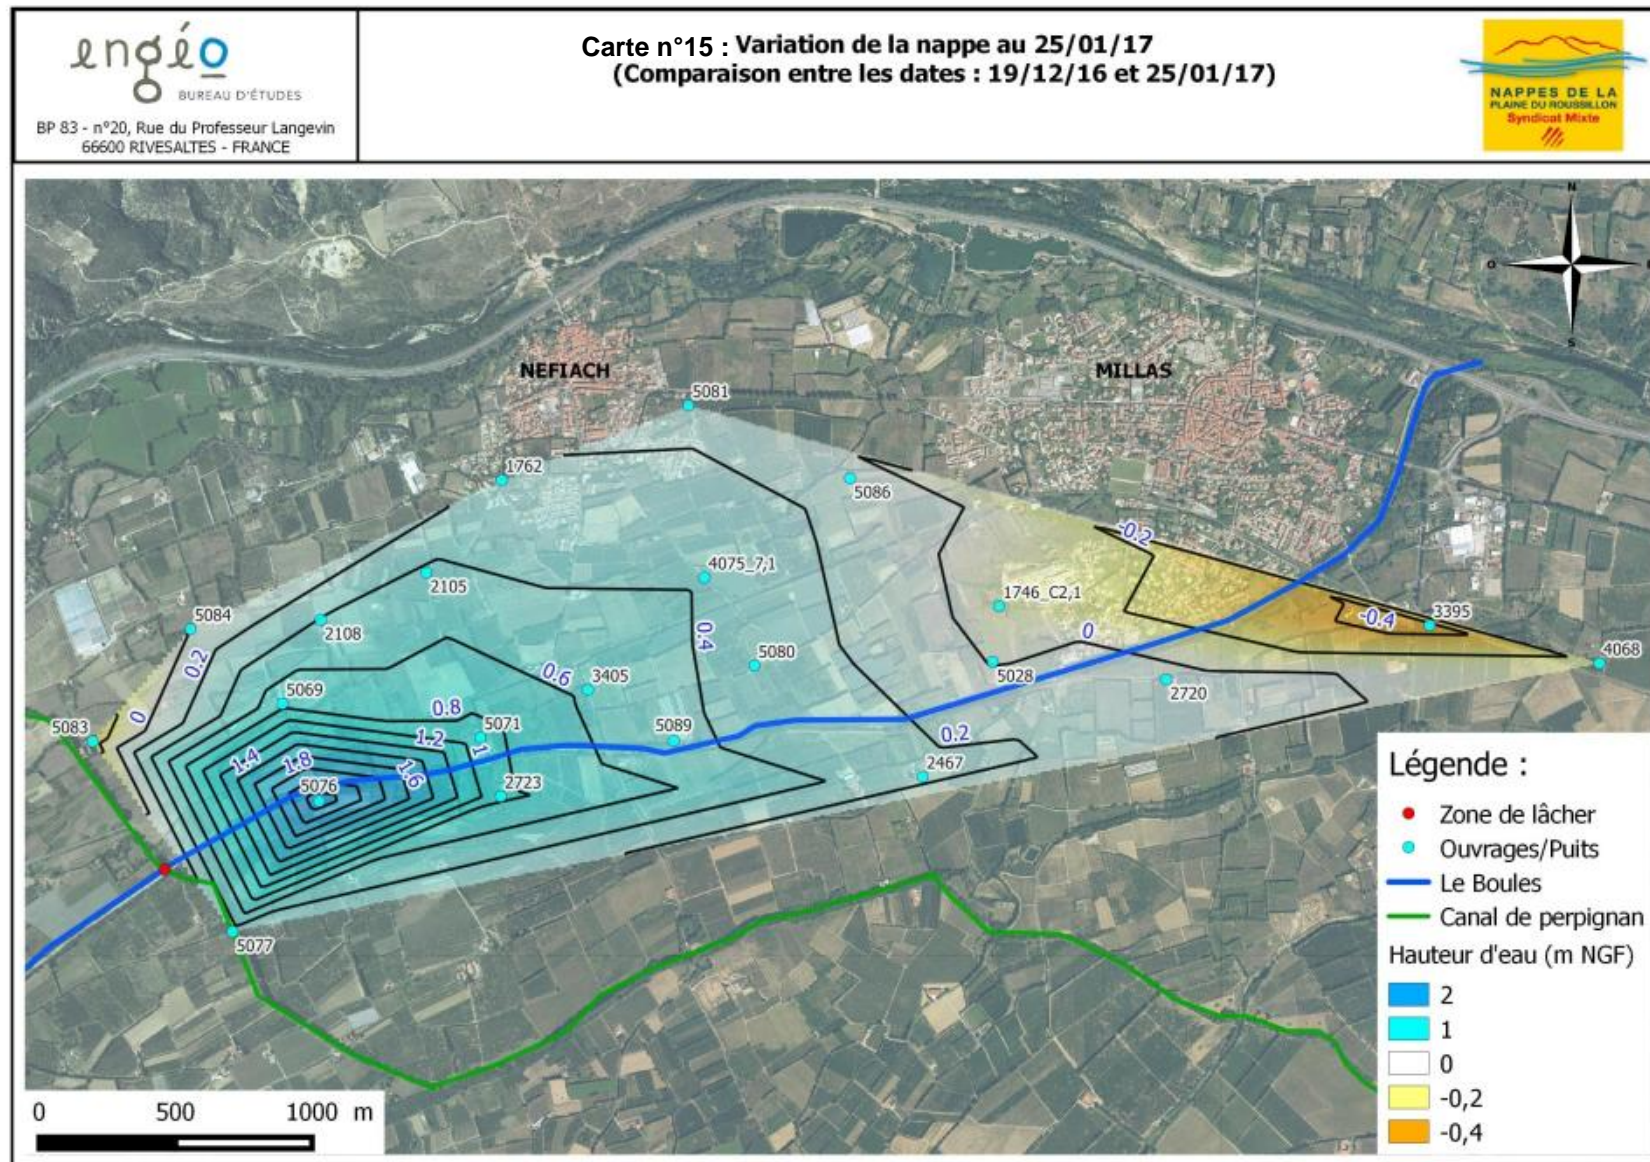 engéo
BUREAU D'ÉTUDES
BP 83 - n°20, Rue du Professeur Langevin
66600 RIVESALTES - FRANCE
Carte n°15 : Variation de la nappe au 25/01/17
(Comparaison entre les dates : 19/12/16 et 25/01/17)
NAPPES DE LA
PLAINE DU ROUSSILLON
Syndicat Mixte
N
O
S
NEFIACH
MILLAS
5081
1762
5086
-0.2
2105
4075_7,1
1746_C2,1
3395
-0.4
5084
2108
0.2
0.4
0
5080
4068
5028
2720
0.6
3405
5069
0.8
5071
5089
0
5083
1.2
1
0.2
1.4
1.8
1.6
5076
2723
2467
5077
Légende :
Zone de lâcher
Ouvrages/Puits
Le Boules
Canal de perpignan
Hauteur d'eau (m NGF)
2
1
0
-0,2
-0,4
0 500 1000 m